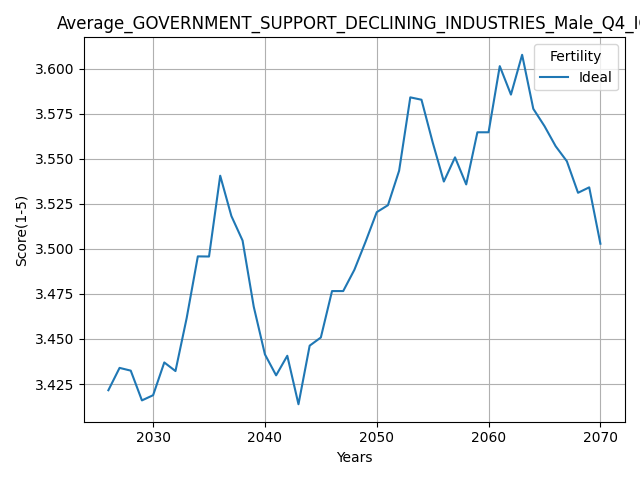 Average_GOVERNMENT_SUPPORT_DECLINING_INDUSTRIES_Male_Q4_I
Fertility
Ideal
3.600
3.575
3.550
3.525
3.500
3.475
3.450
3.425
Score(1-5)
2030 2040 2050 2060 2070
Years